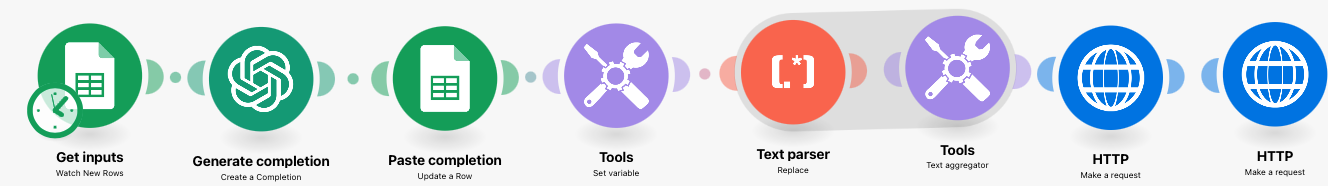 Get inputs
Watch New Rows
Generate completion
Create a Completion
Paste completion
Update a Row
Tools
Set variable
[.*]
Text parser
Replace
Tools
Text aggregator
HTTP
Make a request
HTTP
Make a request